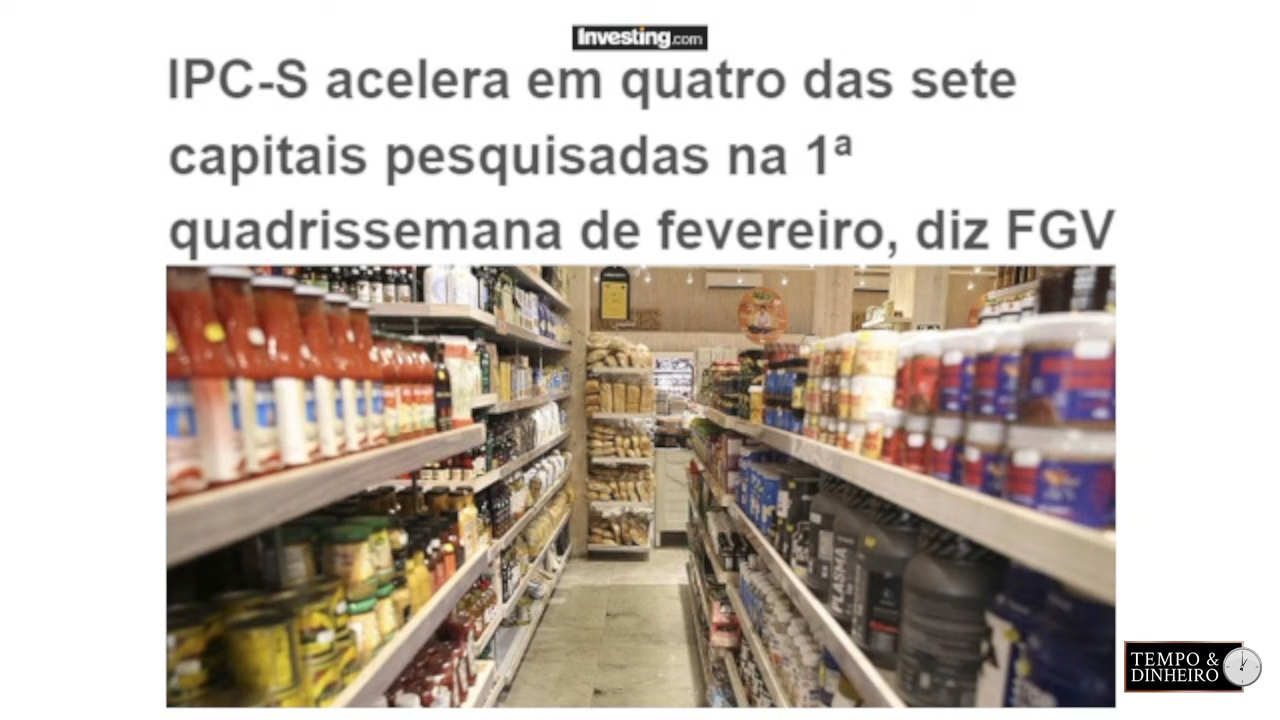 Investing.com
IPC-S acelera em quatro das sete
capitais pesquisadas na 1ª
quadrissemana de fevereiro, diz FGV
PLASMA
TEMPO &
DINHEIRO